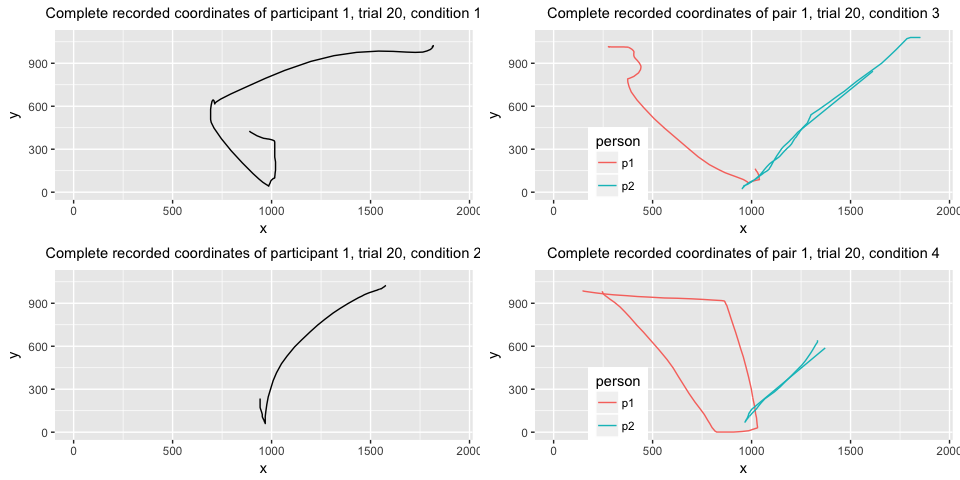 Complete recorded coordinates of participant 1, trial 20, condition 1
y
900
600
300
0
0 500 1000 1500 2000
x
Complete recorded coordinates of pair 1, trial 20, condition 3
y
900
600
300
0
person
p1
p2
0 500 1000 1500 2000
x
Complete recorded coordinates of participant 1, trial 20, condition 2
y
900
600
300
0
0 500 1000 1500 2000
x
Complete recorded coordinates of pair 1, trial 20, condition 4
y
900
600
300
0
person
p1
p2
0 500 1000 1500 2000
x